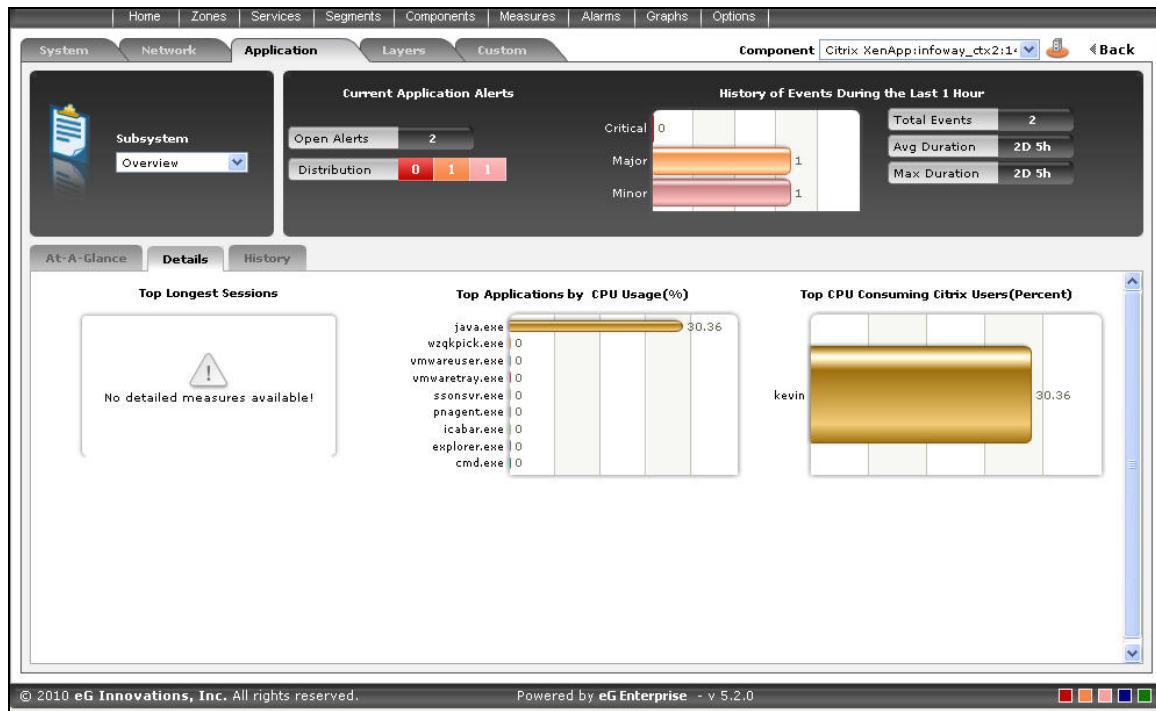 Home Zones Services Segments Components Measures Alarms Graphs Options
System Network Application Layers Custom
Component Citrix XenApp:infoway_ctx2:14 Back
Subsystem
Overview
Current Application Alerts
Open Alerts 2
Distribution 0 1 1
History of Events During the Last 1 Hour
Critical 0
Major 1
Minor 1
Total Events 2
Avg Duration 2D 5h
Max Duration 2D 5h
At-A-Glance Details History
Top Longest Sessions
No detailed measures available!
Top Applications by CPU Usage(%)
java.exe 30.36
wzqkpick.exe 0
vmwareuser.exe 0
vmwaretray.exe 0
ssonsvr.exe 0
pnagent.exe 0
icabar.exe 0
explorer.exe 0
cmd.exe 0
Top CPU Consuming Citrix Users(Percent)
kevin 30.36
© 2010 eG Innovations, Inc. All rights reserved. Powered by eG Enterprise - v 5.2.0